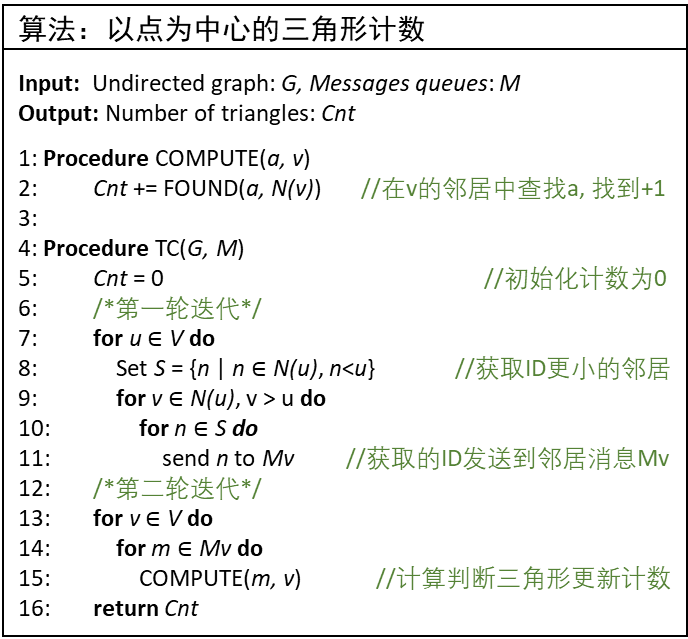 算法：以点为中心的三角形计数
Input: Undirected graph: G, Messages queues: M
Output: Number of triangles: Cnt
1: Procedure COMPUTE(a, v)
2: Cnt += FOUND(a, N(v)) //在v的邻居中查找a, 找到+1
3:
4: Procedure TC(G, M)
5: Cnt = 0 //初始化计数为0
6: /*第一轮迭代*/
7: for u ∈ V do
8: Set S = {n | n ∈ N(u), n<u} //获取ID更小的邻居
9: for v ∈ N(u), v > u do
10: for n ∈ S do
11: send n to Mv //获取的ID发送到邻居消息Mv
12: /*第二轮迭代*/
13: for v ∈ V do
14: for m ∈ Mv do
15: COMPUTE(m, v) //计算判断三角形更新计数
16: return Cnt